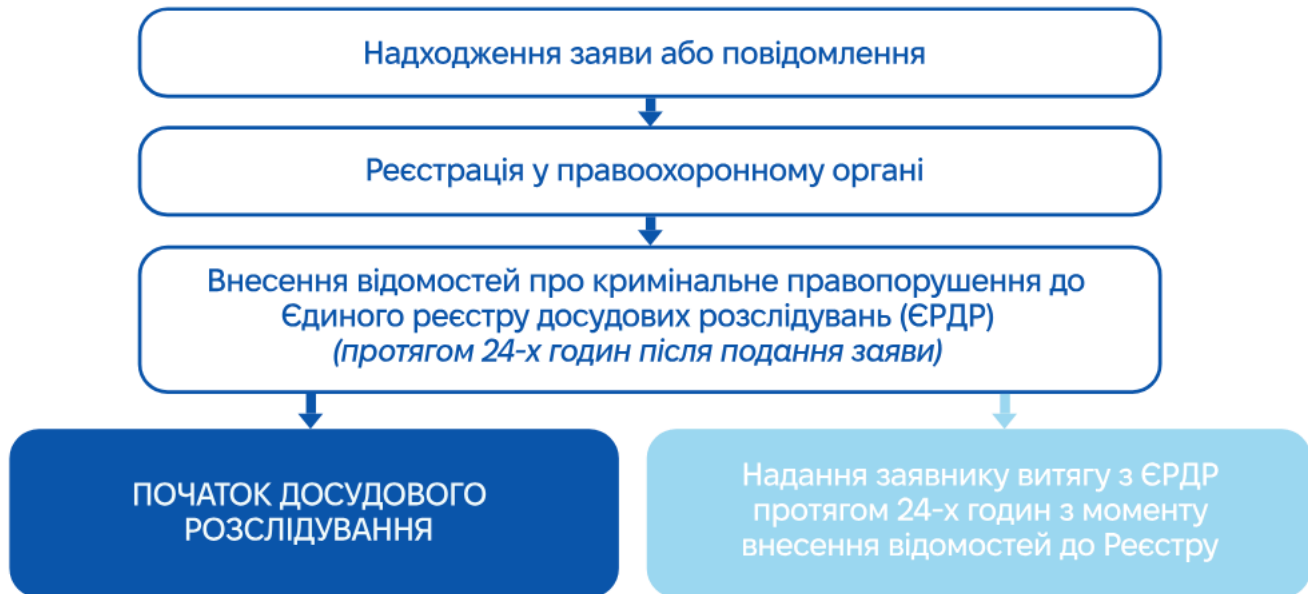 Надходження заяви або повідомлення
Реєстрація у правоохоронному органі
Внесення відомостей про кримінальне правопорушення до
Єдиного реєстру досудових розслідувань (ЄРДР)
(протягом 24-х годин після подання заяви)
ПОЧАТОК ДОСУДОВОГО
РОЗСЛІДУВАННЯ
Надання заявнику витягу з ЄРДР
протягом 24-х годин з моменту
внесення відомостей до Реєстру